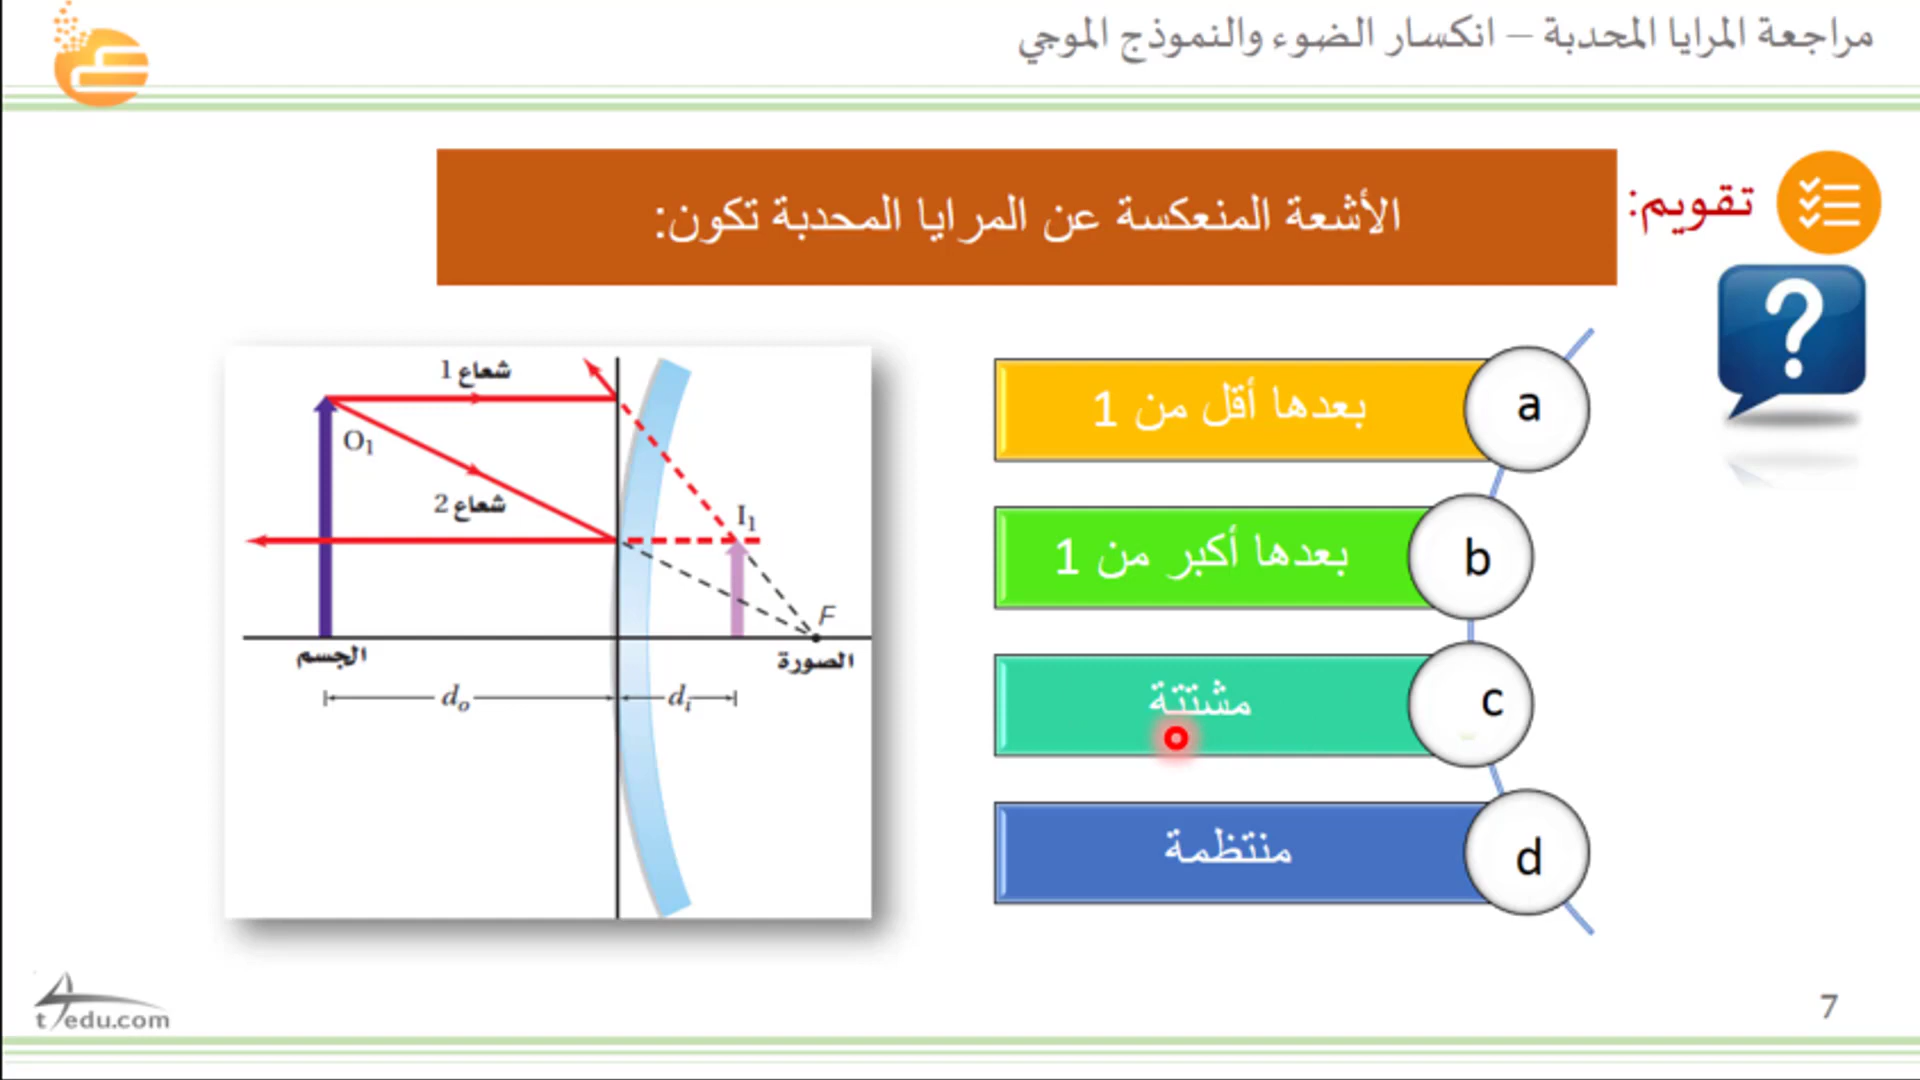 مراجعة المرايا المحدبة – انكسار الضوء والنموذج الموجي
تقويم:
الأشعة المنعكسة عن المرايا المحدبة تكون:
a
بعدها أقل من 1
b
بعدها أكبر من 1
c
مشتتة
d
منتظمة
شعاع 1
O1
شعاع 2
I1
F
الجسم
الصورة
do
di
t4edu.com
7